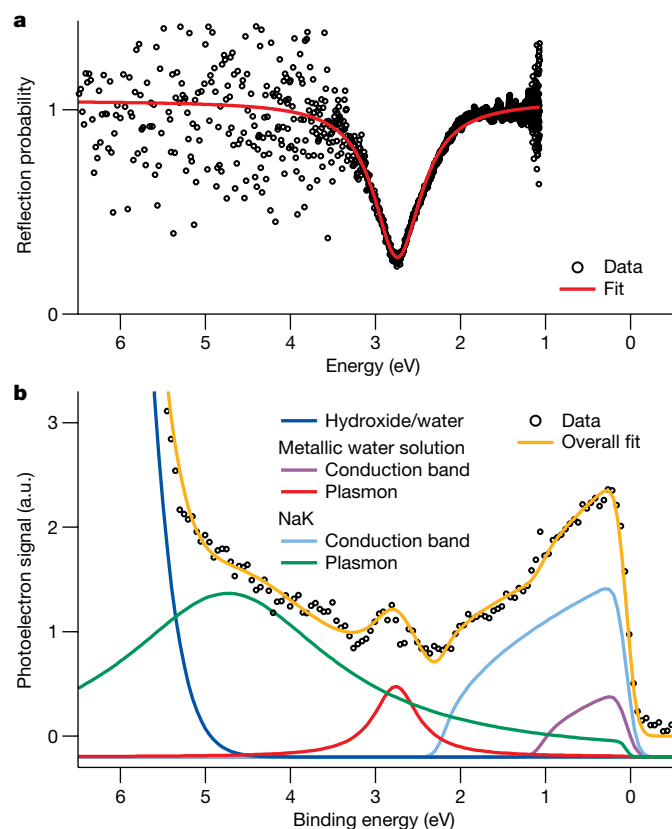 a
Reflection probability
1
0
Data
Fit
6 5 4 3 2 1 0
Energy (eV)
b
Photoelectron signal (a.u.)
3
2
1
0
Hydroxide/water
Metallic water solution
Conduction band
Plasmon
NaK
Conduction band
Plasmon
Data
Overall fit
6 5 4 3 2 1 0
Binding energy (eV)